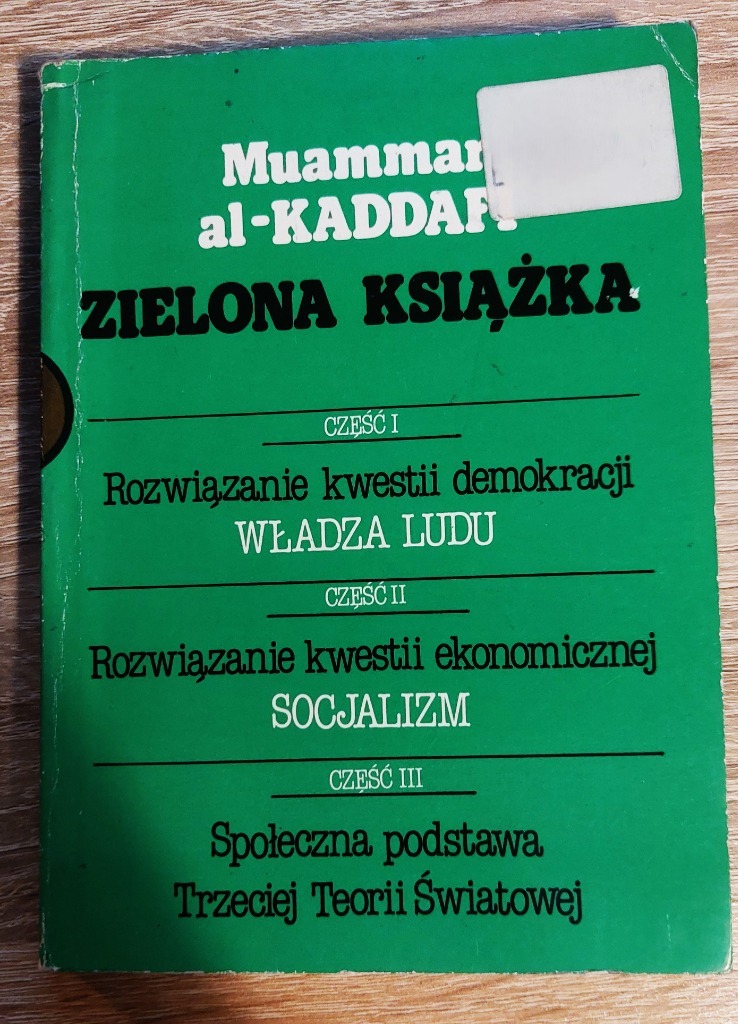 Muammar
al-KADDAFI
ZIELONA KSIĄŻKA
CZĘŚĆ I
Rozwiązanie kwestii demokracji
WŁADZA LUDU
CZĘŚĆ II
Rozwiązanie kwestii ekonomicznej
SOCJALIZM
CZĘŚĆ III
Społeczna podstawa
Trzeciej Teorii Światowej